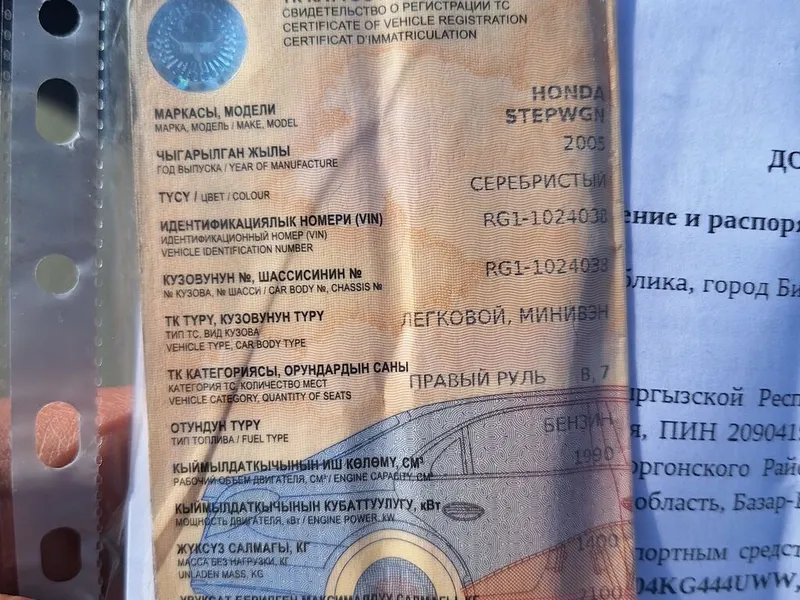 СВИДЕТЕЛЬСТВО О РЕГИСТРАЦИИ ТС
CERTIFICATE OF VEHICLE REGISTRATION
CERTIFICAT D'IMMATRICULATION
МАРКАСЫ, МОДЕЛИ
МАРКА, МОДЕЛЬ / MAKE, MODEL
HONDA
STEPWGN
ЧЫГАРЫЛГАН ЖЫЛЫ
ГОД ВЫПУСКА / YEAR OF MANUFACTURE
2005
ТҮСҮ / ЦВЕТ / COLOUR
СЕРЕБРИСТЫЙ
ИДЕНТИФИКАЦИЯЛЫК НОМЕРИ (VIN)
ИДЕНТИФИКАЦИОННЫЙ НОМЕР (VIN)
VEHICLE IDENTIFICATION NUMBER
RG1-1024038
КУЗОВУНУН №, ШАССИСИНИН №
№ КУЗОВА, № ШАССИ / CAR BODY №, CHASSIS №
RG1-1024038
ТК ТҮРҮ, КУЗОВУНУН ТҮРҮ
ТИП ТС, ВИД КУЗОВА
VEHICLE TYPE, CAR BODY TYPE
ЛЕГКОВОЙ, МИНИВЭН
ТК КАТЕГОРИЯСЫ, ОРУНДАРДЫН САНЫ
КАТЕГОРИЯ ТС, КОЛИЧЕСТВО МЕСТ
VEHICLE CATEGORY, QUANTITY OF SEATS
ПРАВЫЙ РУЛЬ B, 7
ОТУНДУН ТҮРҮ
ТИП ТОПЛИВА / FUEL TYPE
БЕНЗИН
КЫЙМЫЛДАТКЫЧЫНЫН ИШ КӨЛӨМҮ, СМ³
РАБОЧИЙ ОБЪЕМ ДВИГАТЕЛЯ, СМ³ / ENGINE CAPACITY, CM³
1990
КЫЙМЫЛДАТКЫЧЫНЫН КУБАТТУУЛУГУ, кВт
МОЩНОСТЬ ДВИГАТЕЛЯ, кВт / ENGINE POWER, KW
ЖҮКСҮЗ САЛМАГЫ, КГ
МАССА БЕЗ НАГРУЗКИ, КГ
UNLADEN MASS, KG
1400
2100
ДО
ение и распоря
блика, город Би
ыргызской Респ
я, ПИН 2090419
оргонского Райо
область, Базар-
портным средст
04KG444UWW,